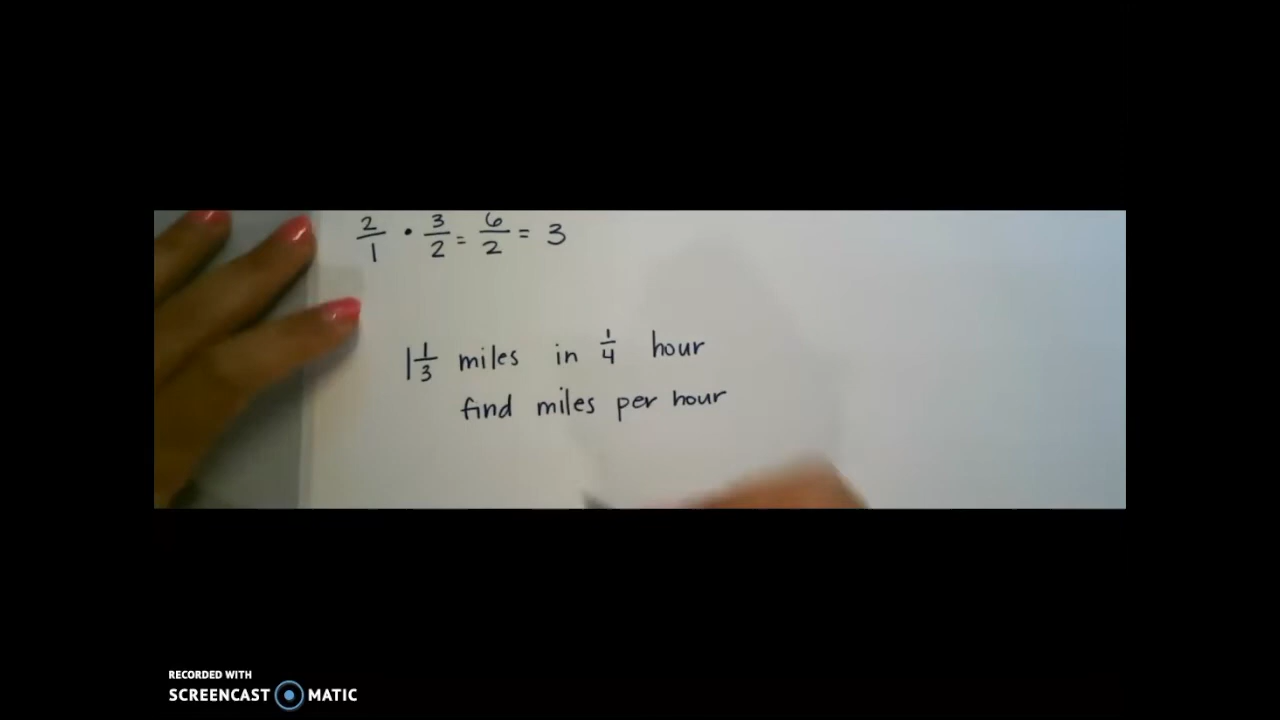 2/1 · 3/2 = 6/2 = 3
1 1/3 miles in 1/4 hour
find miles per hour
RECORDED WITH
SCREENCAST MATIC